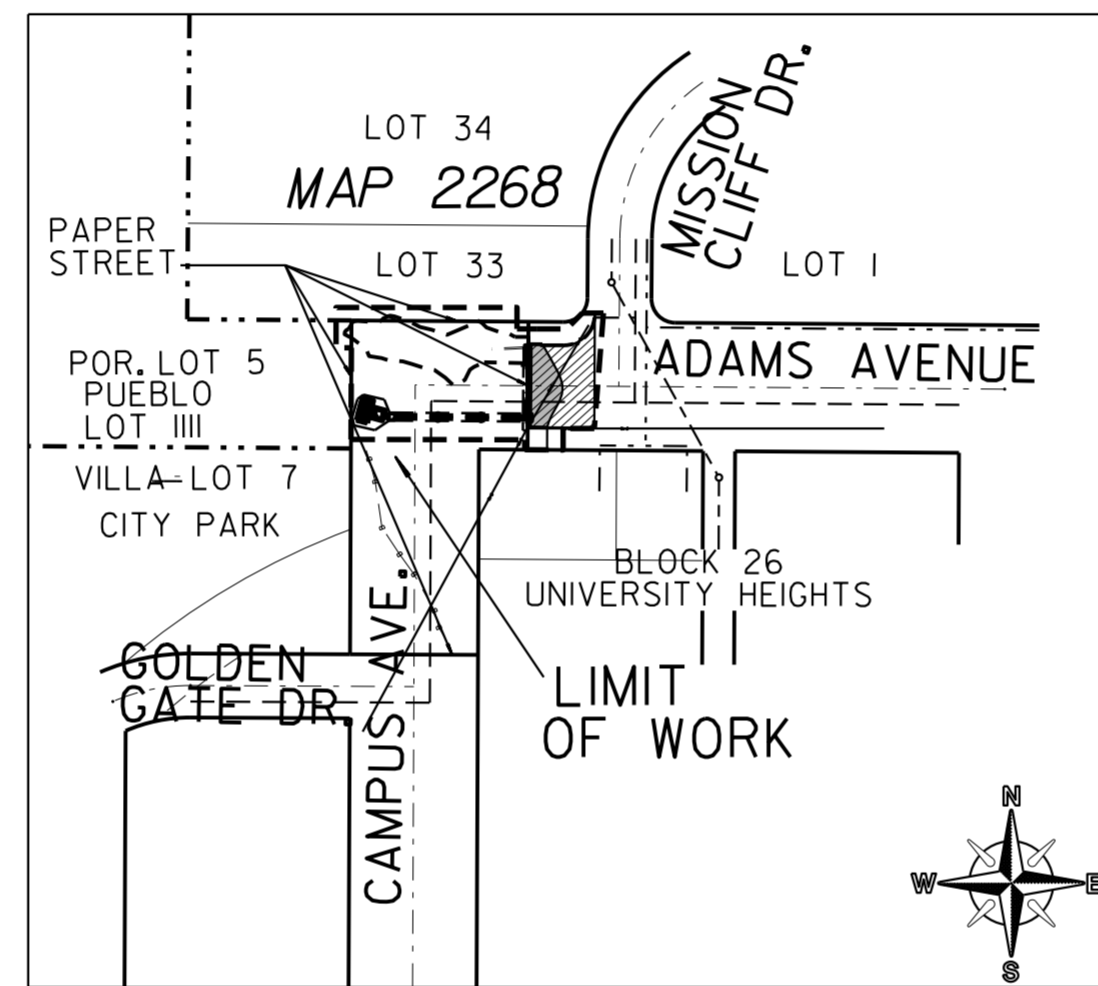 MISSION
CLIFF DR.
LOT 34
MAP 2268
PAPER
STREET
LOT 33
LOT 1
POR. LOT 5
PUEBLO
LOT 1111
ADAMS AVENUE
VILLA LOT 7
CITY PARK
BLOCK 26
UNIVERSITY HEIGHTS
GOLDEN
GATE DR.
CAMPUS AVE.
LIMIT
OF WORK
N
W
E
S